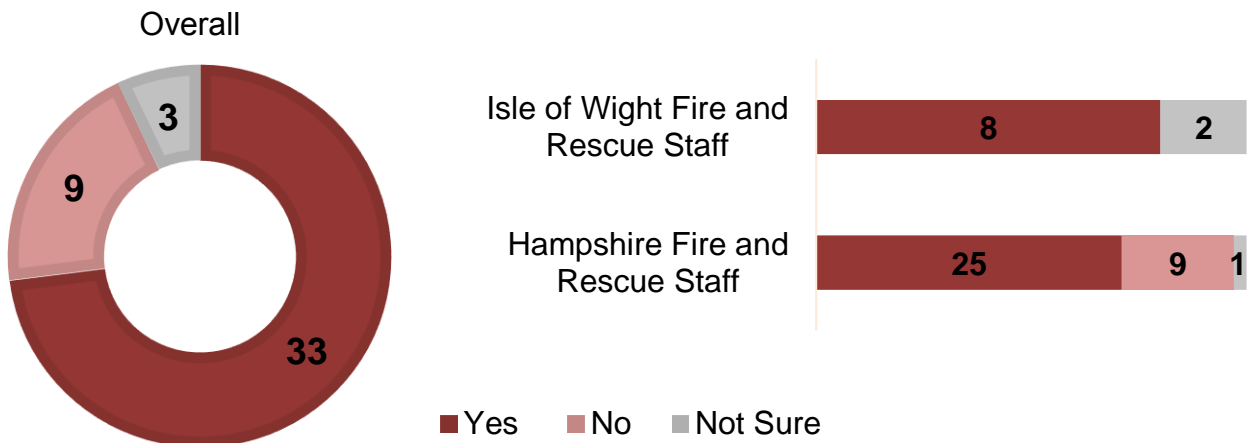 Overall
3
9
33
Isle of Wight Fire and
Rescue Staff
8 2
Hampshire Fire and
Rescue Staff
25 9 1
Yes No Not Sure